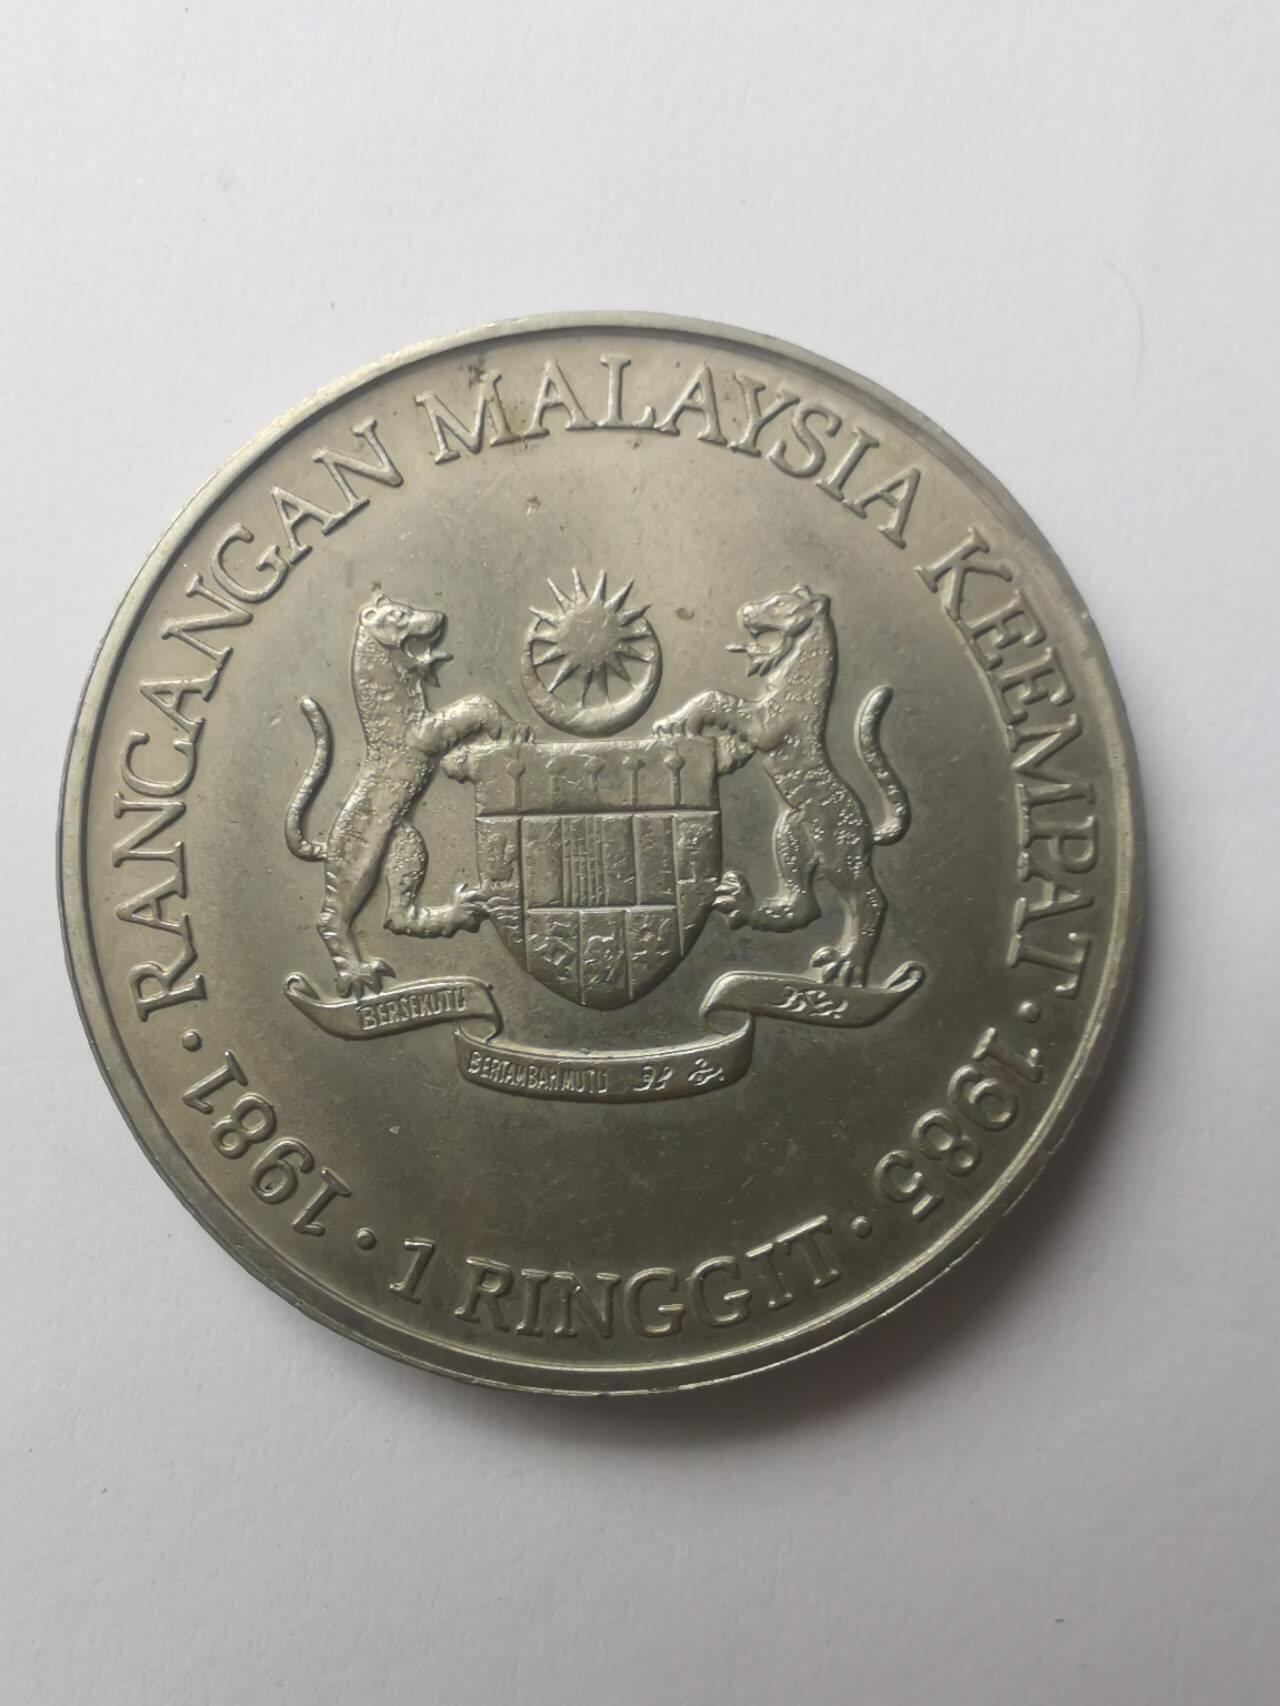 RANCANGAN MALAYSIA KEEMPAT
1981 · 1 RINGGIT · 1985
BERSEKUTU
BERTAMBAH MUTU